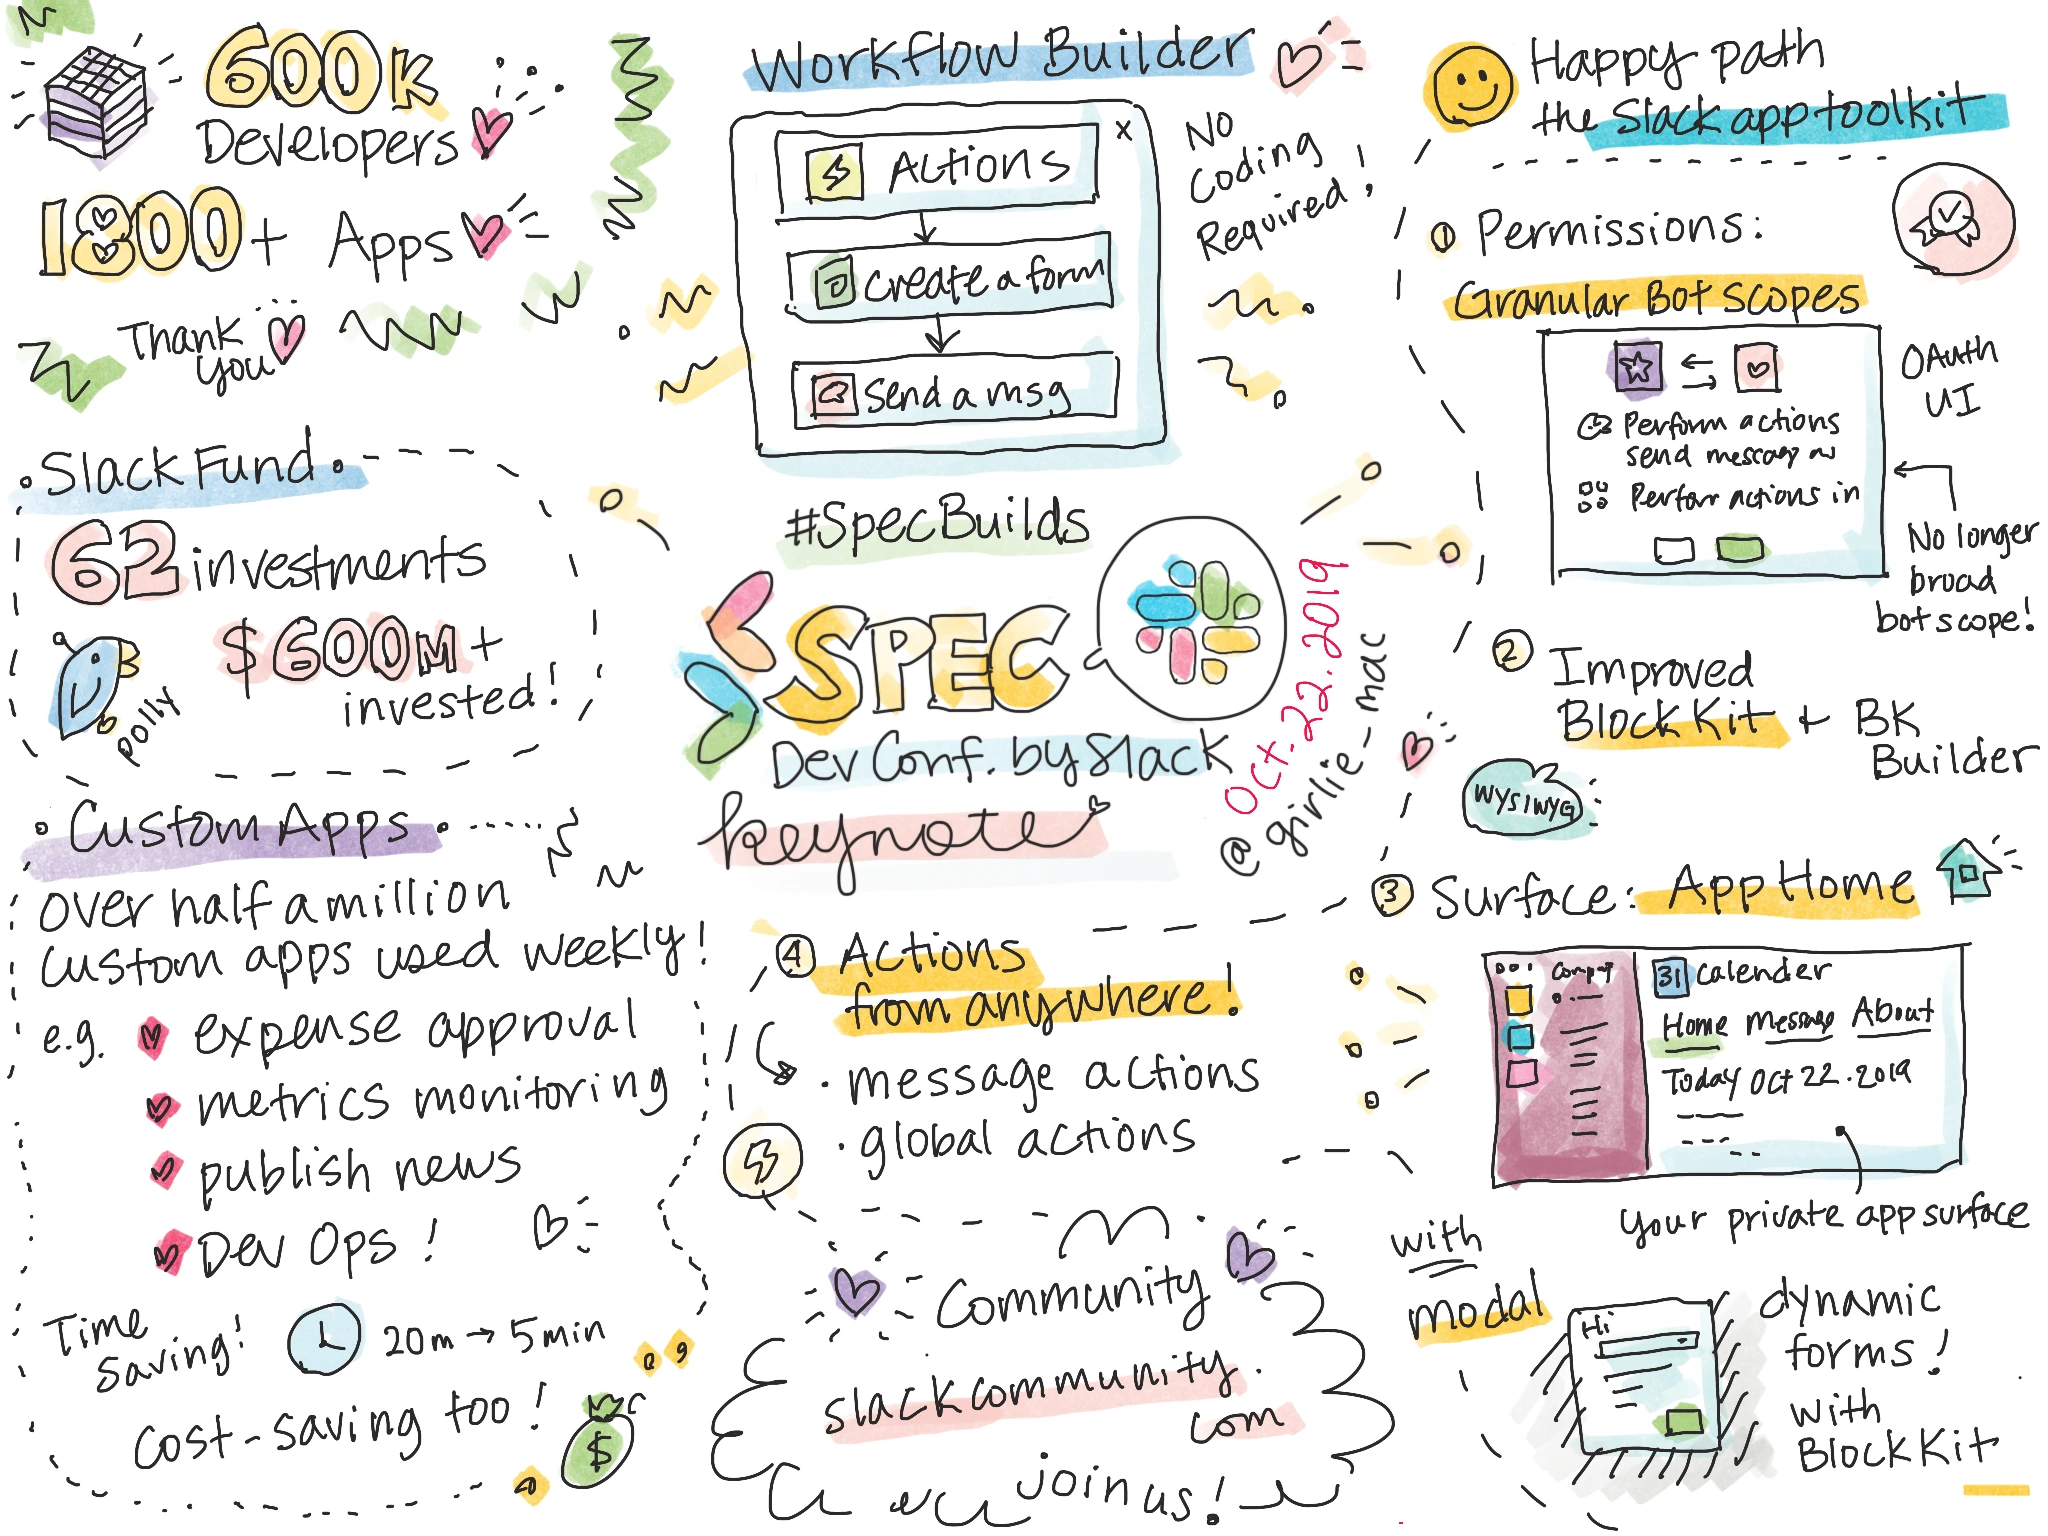 600K
Developers
1800+ Apps
Thank
you
Slack Fund
62 investments
$600M+
invested!
polly
Custom Apps
over half a million
custom apps used weekly!
e.g. expense approval
metrics monitoring
publish news
Dev Ops!
Time
saving!
20m → 5min
cost-saving too!
$
Workflow Builder
x
Actions
create a form
send a msg
No
Coding
Required!
#SpecBuilds
SPEC
Dev Conf. by Slack
keynote
Oct. 22. 2019
@girlie_mac
Happy path
the Slack app toolkit
① Permissions:
Granular Bot scopes
OAuth
UI
Perform actions
send message as
Perfom actions in
No longer
broad
bot scope!
② Improved
Block Kit + BK
Builder
WYSIWYG
③ Surface: App Home
31 calender
Home Message About
Today Oct 22. 2019
your private app surface
with
modal
Hi
dynamic
forms!
with
Block Kit
④ Actions
from anywhere!
· message actions
· global actions
Community
slackcommunity.
com
join us!